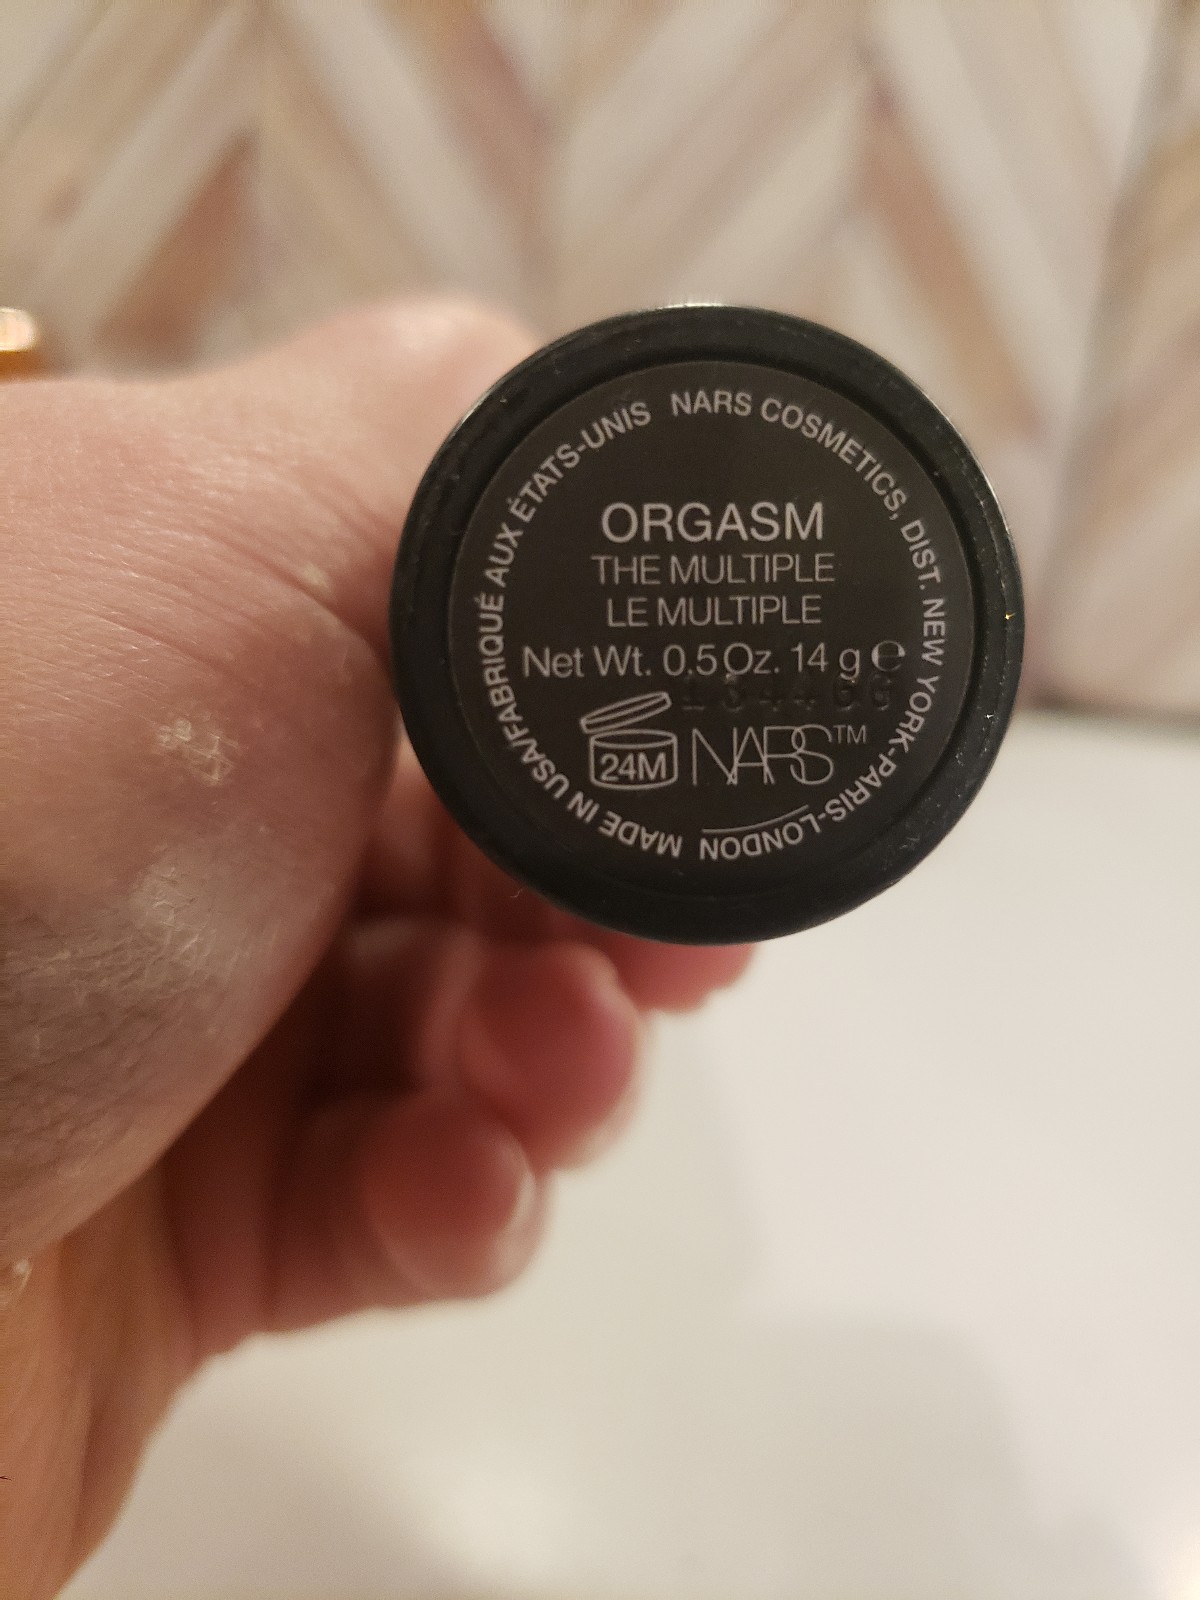 NARS COSMETICS, DIST. NEW YORK-PARIS-LONDON
MADE IN USA/FABRIQUÉ AUX ÉTATS-UNIS
ORGASM
THE MULTIPLE
LE MULTIPLE
Net Wt. 0.5 Oz. 14 g ℮
24M NARS™